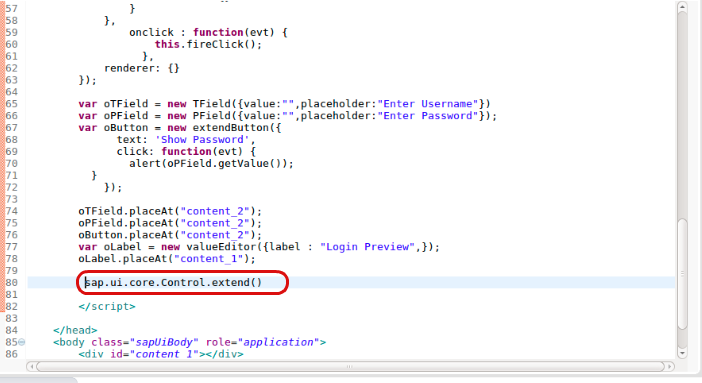 57 }
58 },
59 onclick : function(evt) {
60 this.fireClick();
61 },
62 renderer: {}
63 });
64
65 var oTField = new TField({value:"",placeholder:"Enter Username"})
66 var oPField = new PField({value:"",placeholder:"Enter Password"});
67 var oButton = new extendButton({
68 text: 'Show Password',
69 click: function(evt) {
70 alert(oPField.getValue());
71 }
72 });
73
74 oTField.placeAt("content_2");
75 oPField.placeAt("content_2");
76 oButton.placeAt("content_2");
77 var oLabel = new valueEditor({label : "Login Preview",});
78 oLabel.placeAt("content_1");
79
80 sap.ui.core.Control.extend()
81
82 </script>
83
84 </head>
85 <body class="sapUiBody" role="application">
86 <div id="content_1"></div>